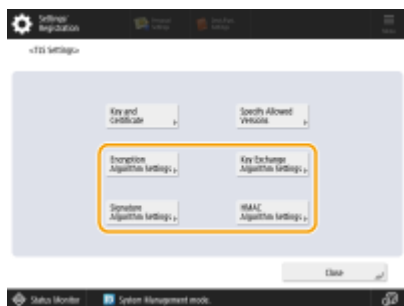 Settings/
Registration
Menu
<TLS Settings>
Key and
Certificate
Specify Allowed
Versions
Encryption
Algorithm Settings
Key Exchange
Algorithm Settings
Signature
Algorithm Settings
HMAC
Algorithm Settings
Close
Status Monitor
System Management mode.